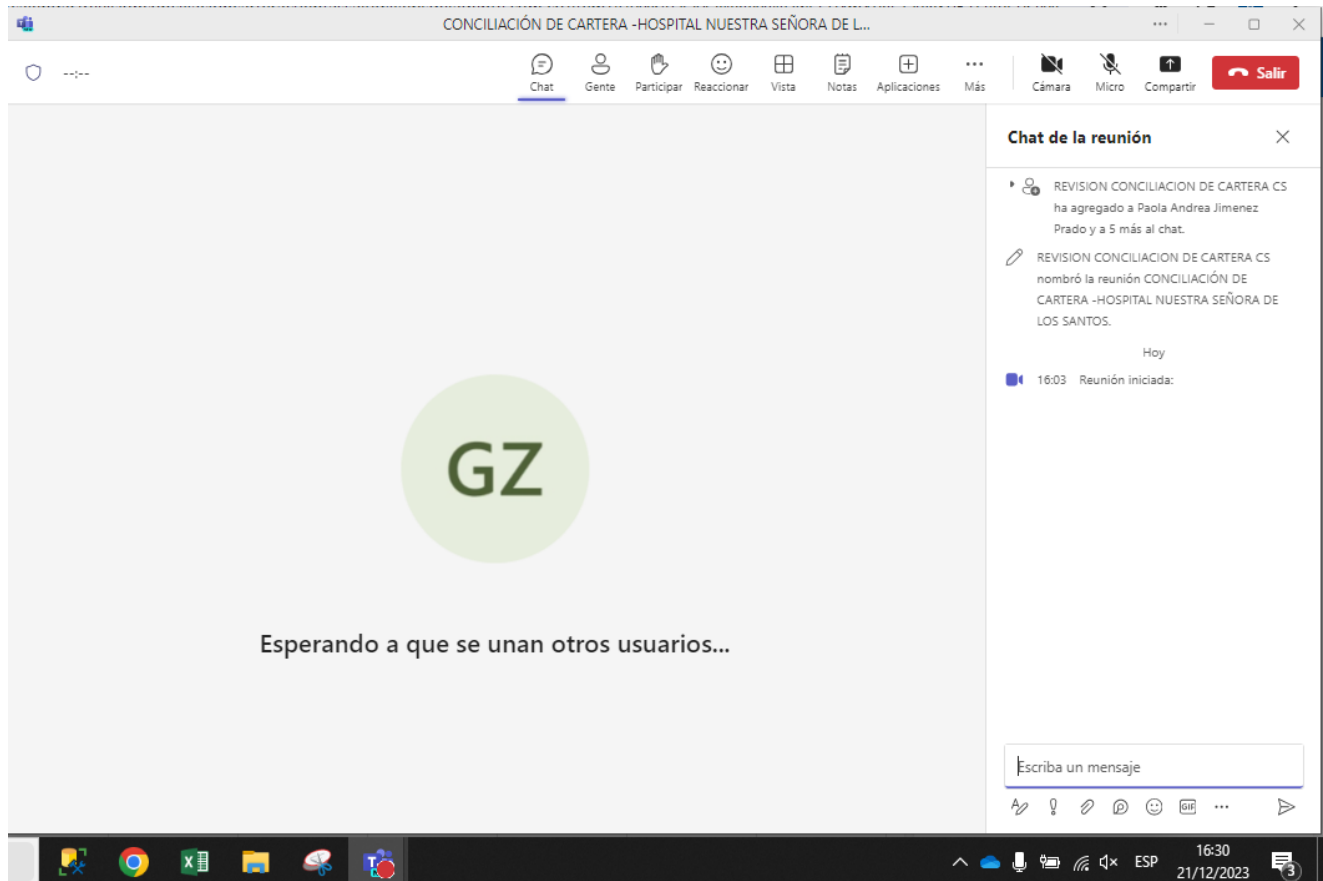 CONCILIACIÓN DE CARTERA -HOSPITAL NUESTRA SEÑORA DE L...
--:--
Chat
Gente
Participar
Reaccionar
Vista
Notas
Aplicaciones
Más
Cámara
Micro
Compartir
Salir
GZ
Esperando a que se unan otros usuarios...
Chat de la reunión
REVISION CONCILIACION DE CARTERA CS
ha agregado a Paola Andrea Jimenez
Prado y a 5 más al chat.
REVISION CONCILIACION DE CARTERA CS
nombró la reunión CONCILIACIÓN DE
CARTERA -HOSPITAL NUESTRA SEÑORA DE
LOS SANTOS.
Hoy
16:03 Reunión iniciada:
Escriba un mensaje
GIF
ESP
16:30
21/12/2023
3